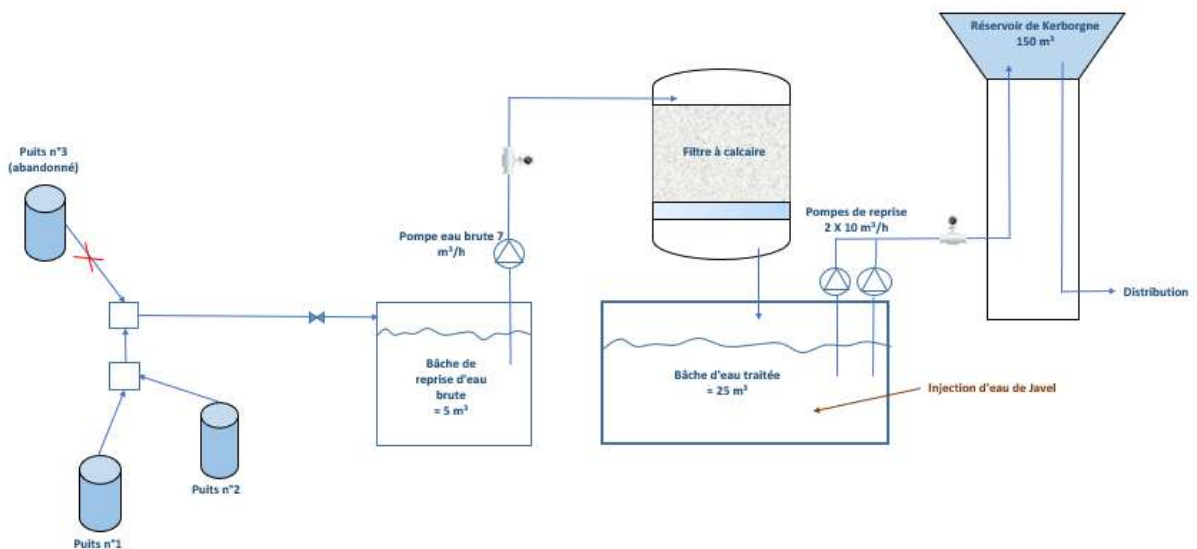 Réservoir de Kerborgne
150 m³
Puits n°3
(abandonné)
Filtre à calcaire
Pompe eau brute 7
m³/h
Pompes de reprise
2 X 10 m³/h
Distribution
Bâche de
reprise d'eau
brute
= 5 m³
Bâche d'eau traitée
= 25 m³
Injection d'eau de Javel
Puits n°2
Puits n°1